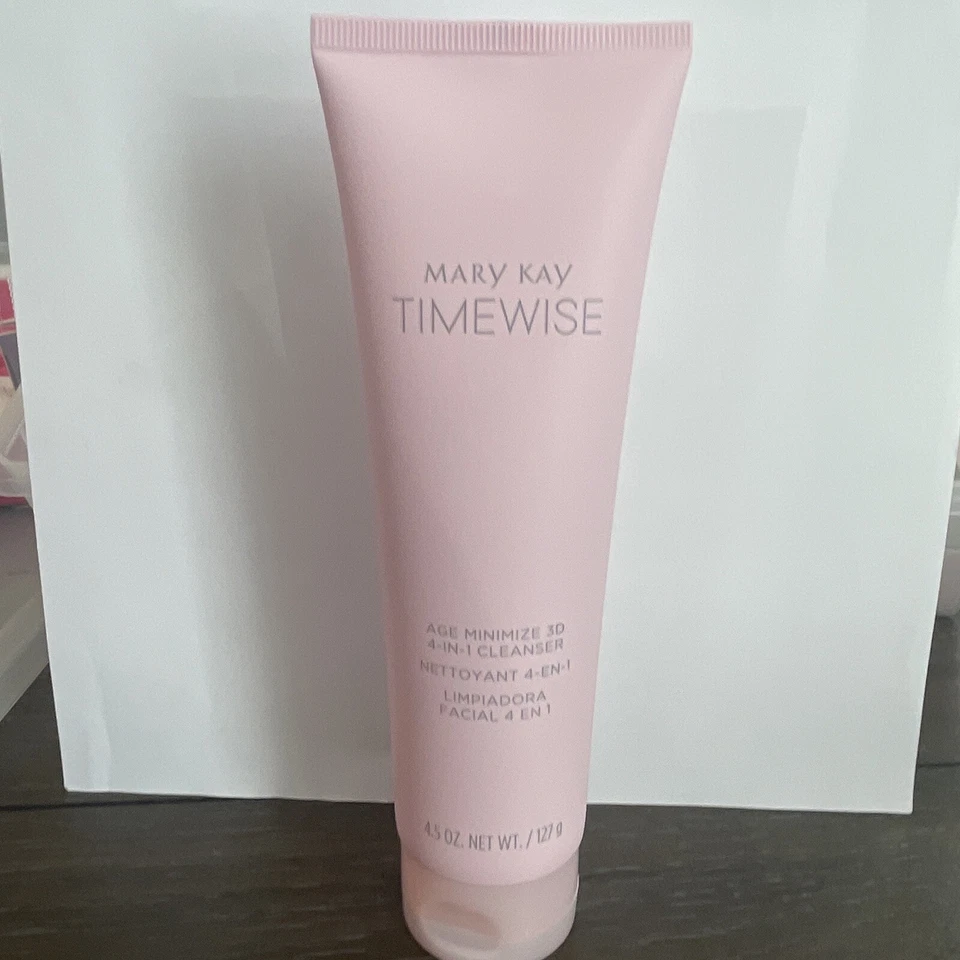 MARY KAY
TIMEWISE
AGE MINIMIZE 3D
4-IN-1 CLEANSER
NETTOYANT 4-EN-1
LIMPIADORA
FACIAL 4 EN 1
4.5 OZ. NET WT. / 127 g